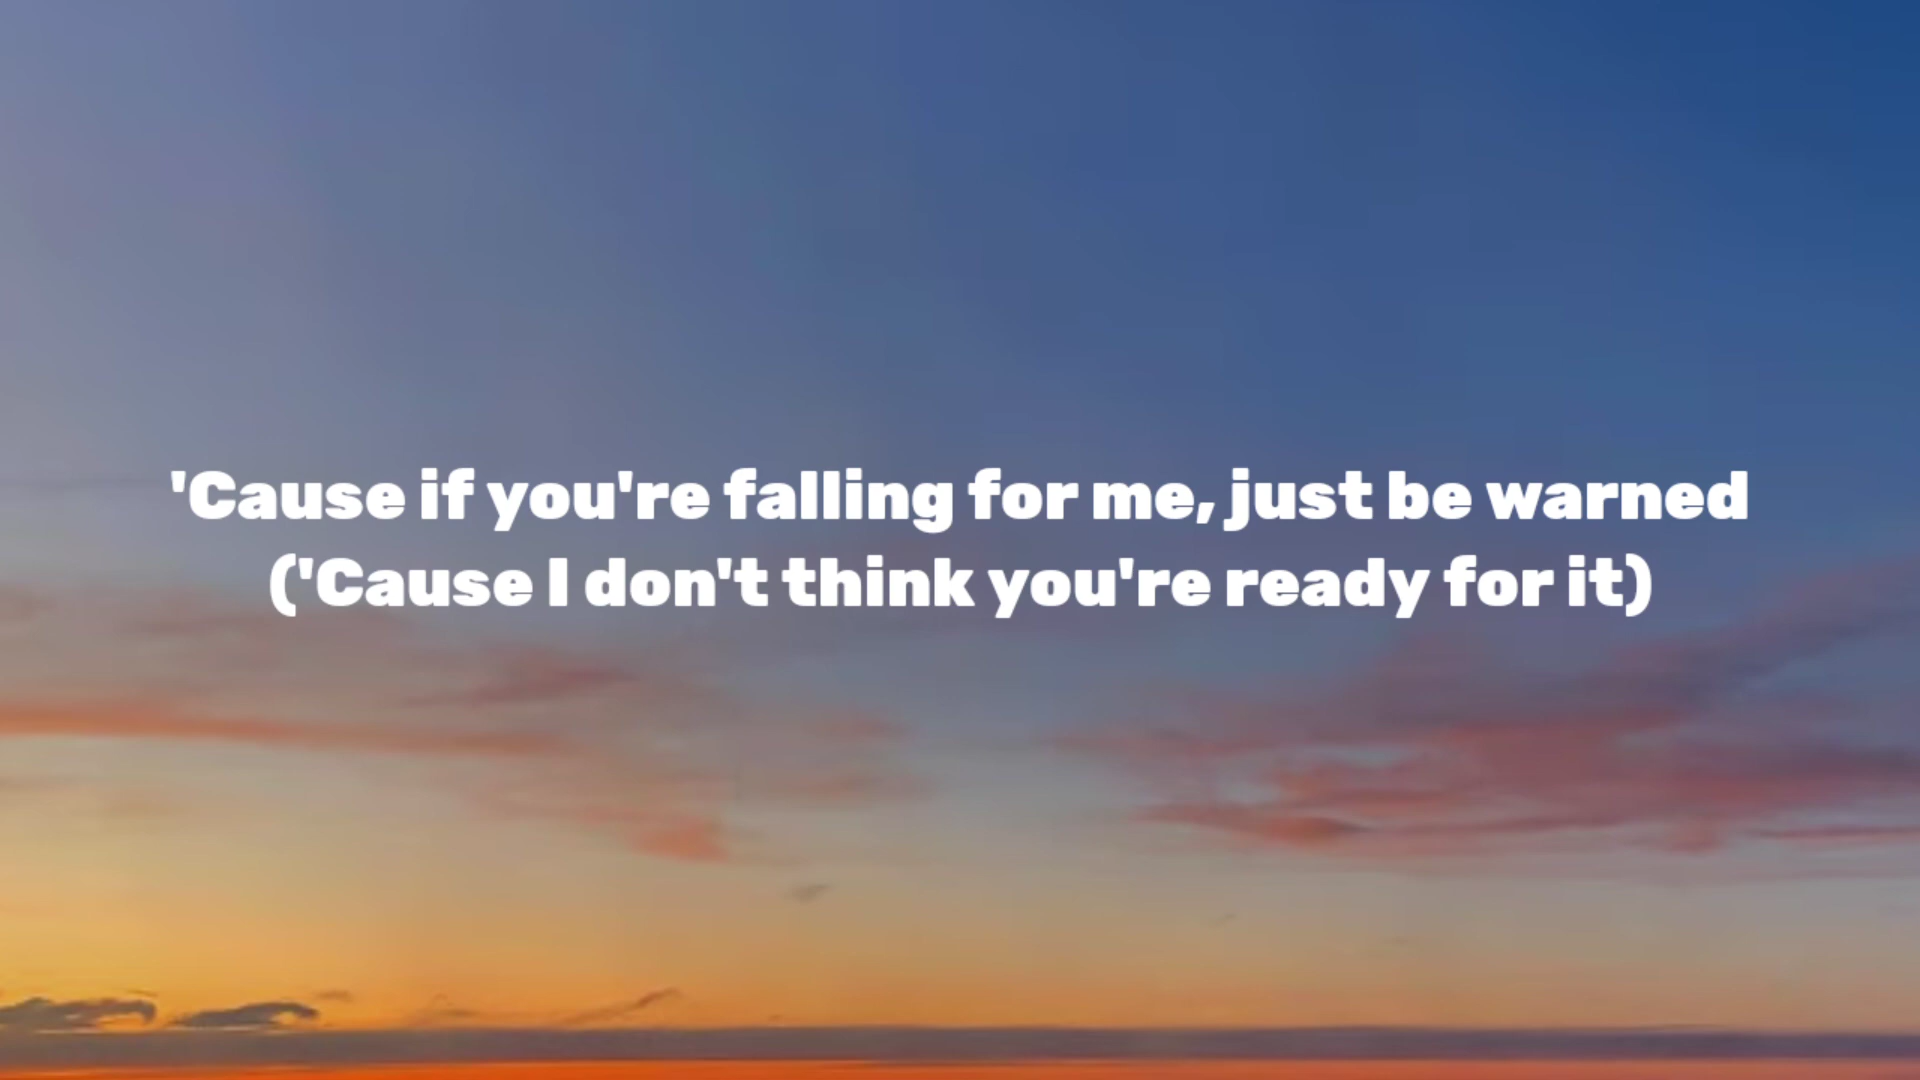 'Cause if you're falling for me, just be warned
('Cause I don't think you're ready for it)